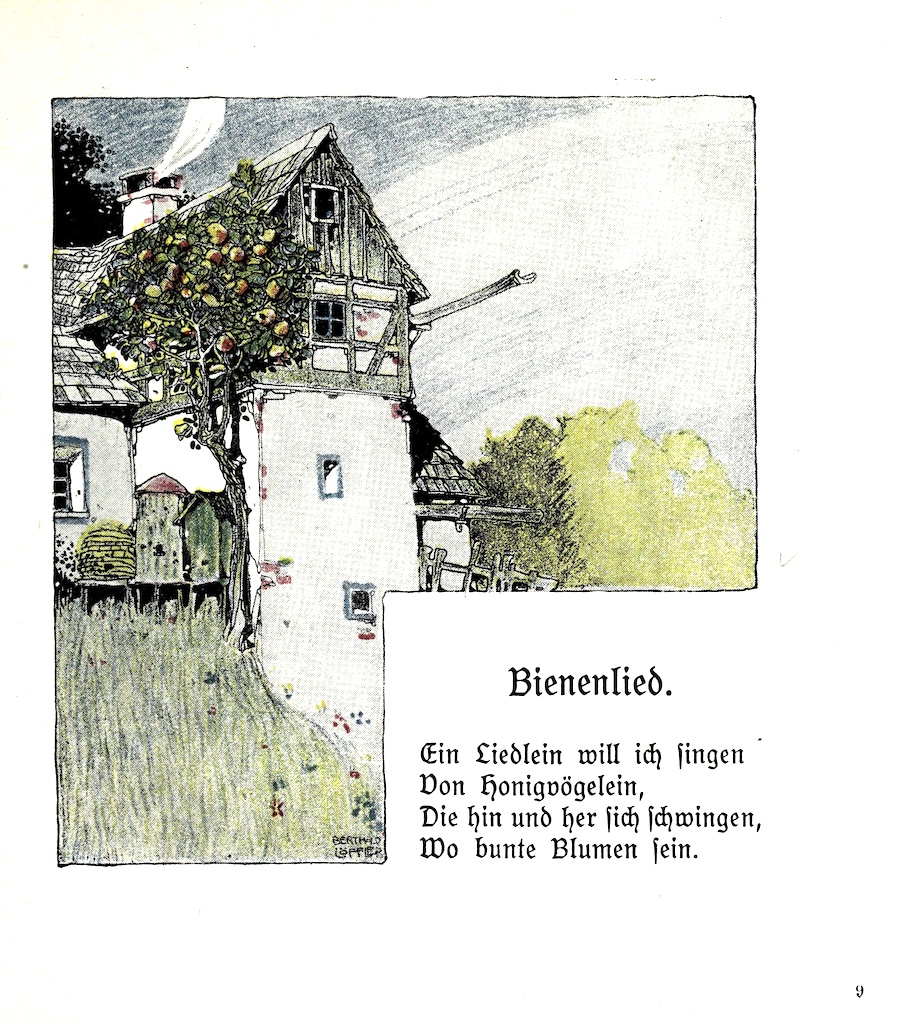 BERTHOLD
LÖFFLER
Bienenlied.
Ein Liedlein will ich ſingen
Von Honigvögelein,
Die hin und her ſich ſchwingen,
Wo bunte Blumen ſein.
9